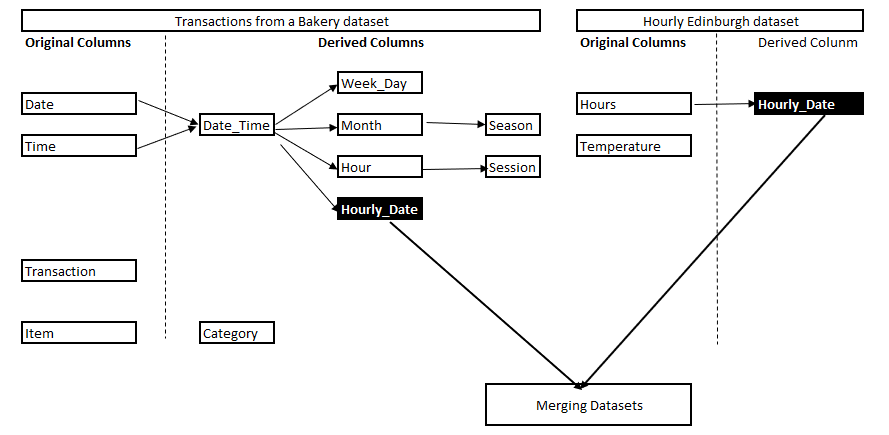 Transactions from a Bakery dataset
Hourly Edinburgh dataset
Original Columns
Derived Columns
Original Columns
Derived Colunm
Week_Day
Date
Hours
Hourly_Date
Date_Time
Month
Season
Time
Temperature
Hour
Session
Hourly_Date
Transaction
Item
Category
Merging Datasets